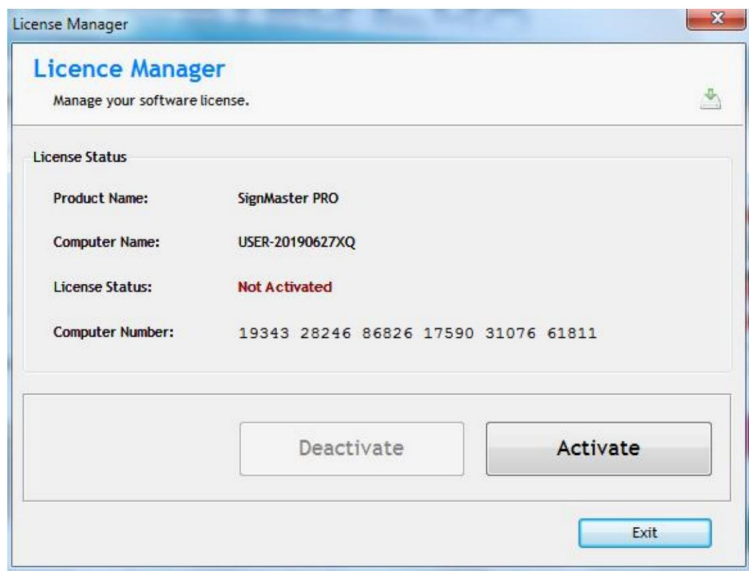 License Manager
Licence Manager
Manage your software license.
License Status
Product Name: SignMaster PRO
Computer Name: USER-20190627XQ
License Status: Not Activated
Computer Number: 19343 28246 86826 17590 31076 61811
Deactivate Activate
Exit